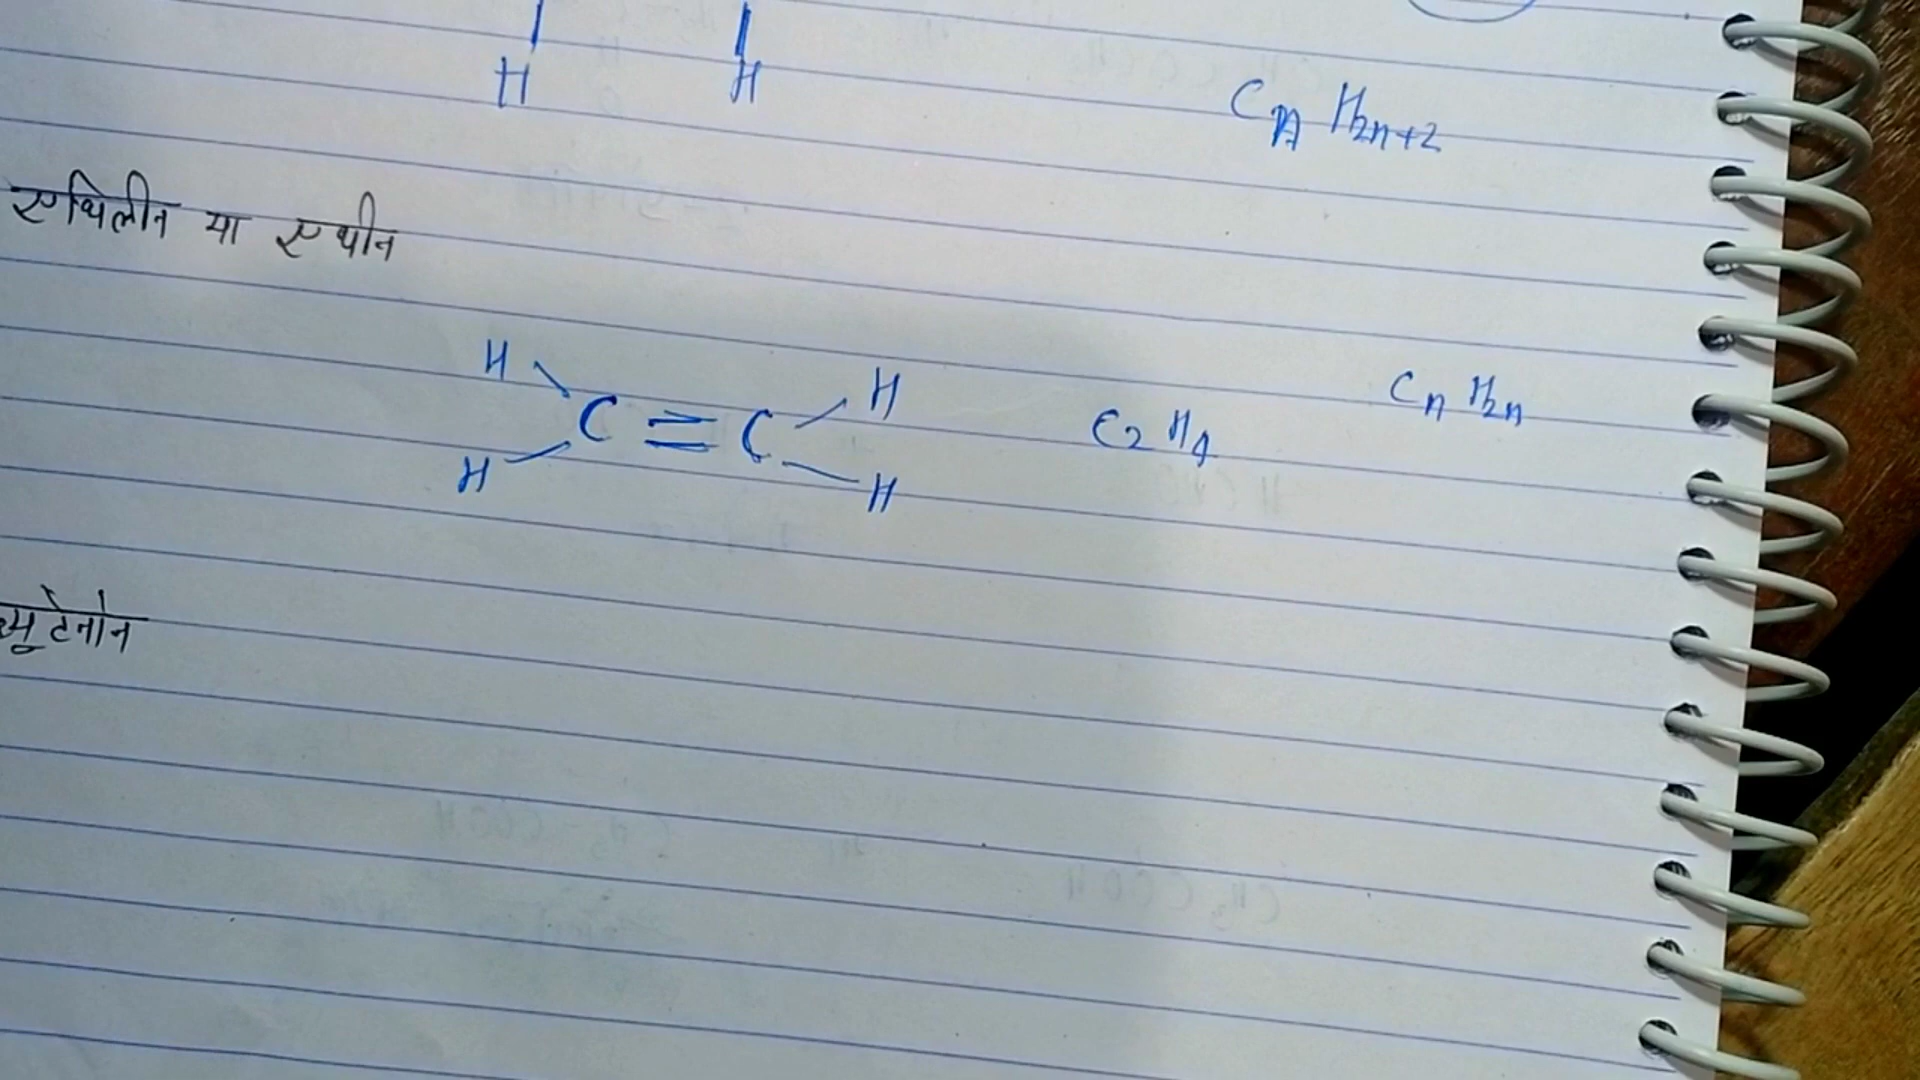 H H
CnH2n+2
एथिलीन या एथीन
H H
C = C C2H4 CnH2n
H H
ब्यूटेनोन